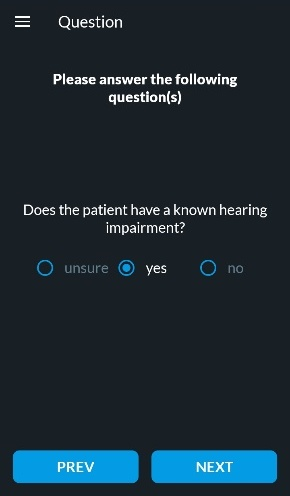 Question
Please answer the following
question(s)
Does the patient have a known hearing
impairment?
unsure yes no
PREV NEXT